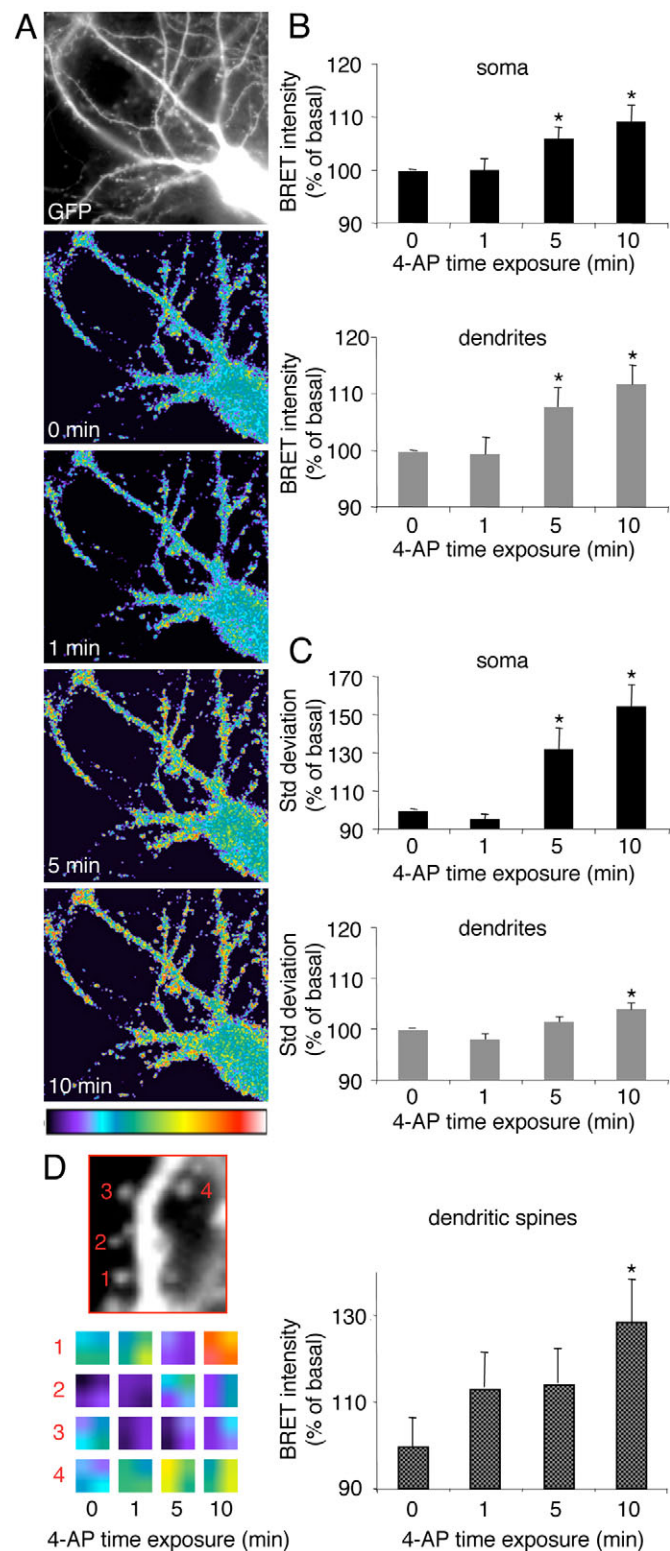 A
GFP
0 min
1 min
5 min
10 min
B
soma
120
110
100
90
BRET intensity
(% of basal)
0 1 5 10
4-AP time exposure (min)
*
*
dendrites
120
110
100
90
BRET intensity
(% of basal)
0 1 5 10
4-AP time exposure (min)
*
*
C
soma
170
150
130
110
90
Std deviation
(% of basal)
0 1 5 10
4-AP time exposure (min)
*
*
dendrites
120
110
100
90
Std deviation
(% of basal)
0 1 5 10
4-AP time exposure (min)
*
D
3
4
2
1
1
2
3
4
0 1 5 10
4-AP time exposure (min)
dendritic spines
130
110
90
BRET intensity
(% of basal)
0 1 5 10
4-AP time exposure (min)
*